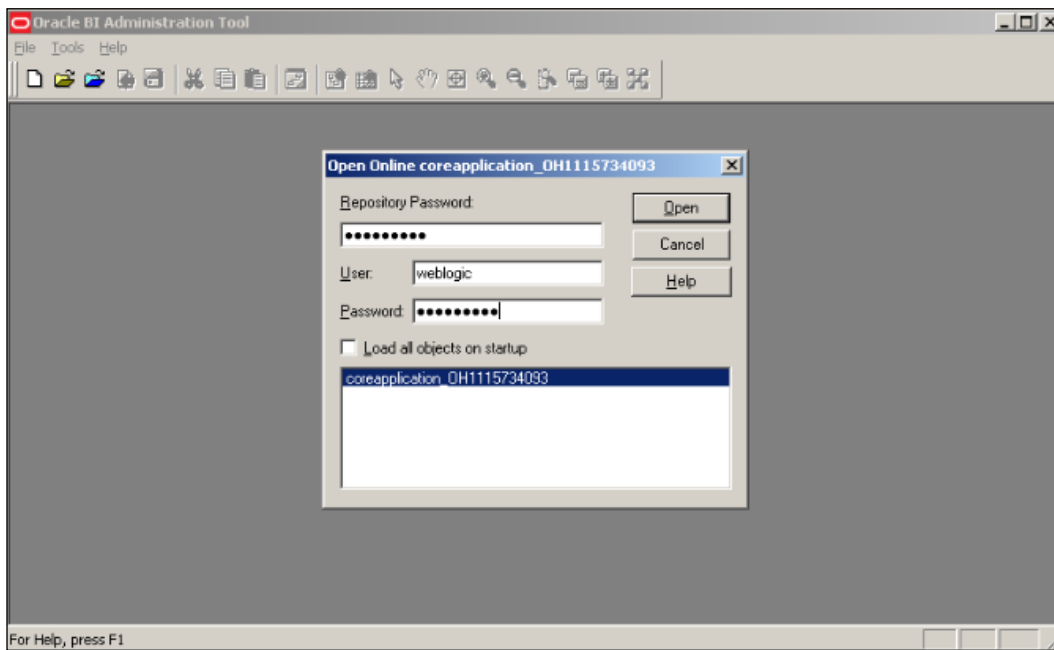 Oracle BI Administration Tool
File Tools Help
Open Online coreapplication_OH1115734093
Repository Password:
Open
●●●●●●●●●
Cancel
User: weblogic
Help
Password: ●●●●●●●●●
Load all objects on startup
coreapplication_OH1115734093
For Help, press F1